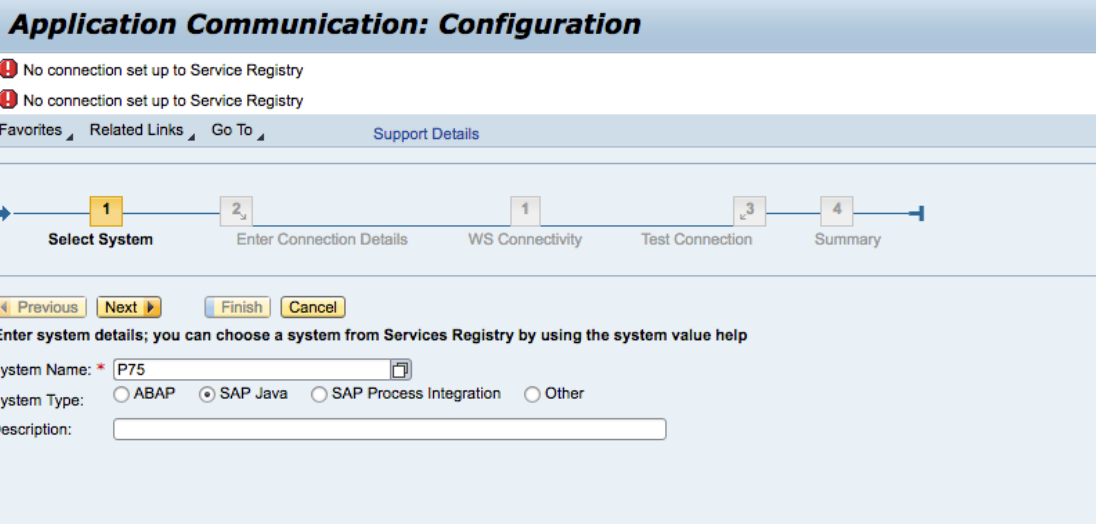 Application Communication: Configuration
No connection set up to Service Registry
No connection set up to Service Registry
Favorites Related Links Go To Support Details
1 2 1 3 4
Select System Enter Connection Details WS Connectivity Test Connection Summary
Previous Next Finish Cancel
Enter system details; you can choose a system from Services Registry by using the system value help
ystem Name: * P75
ystem Type: ABAP SAP Java SAP Process Integration Other
escription: